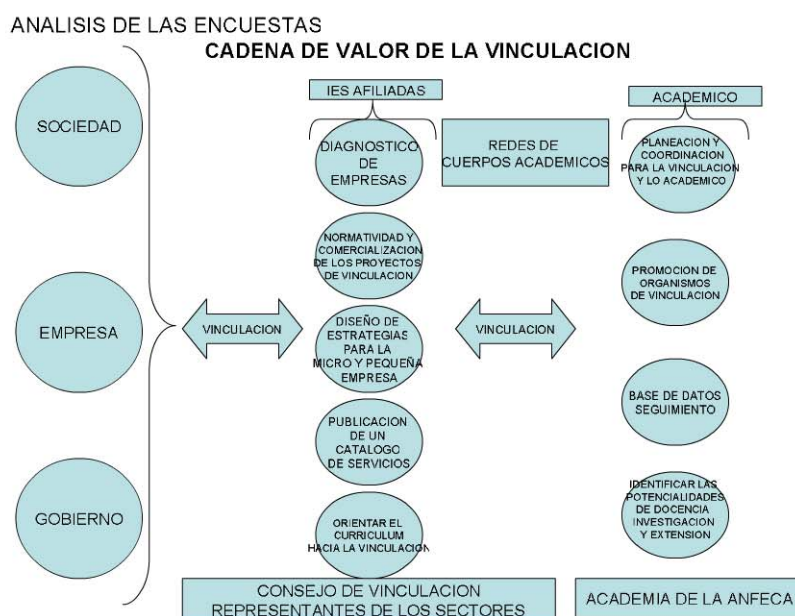 ANALISIS DE LAS ENCUESTAS
CADENA DE VALOR DE LA VINCULACION
SOCIEDAD
EMPRESA
GOBIERNO
VINCULACION
IES AFILIADAS
DIAGNOSTICO
DE
EMPRESAS
NORMATIVIDAD Y
COMERCIALIZACION
DE LOS PROYECTOS
DE VINCULACION
DISEÑO DE
ESTRATEGIAS
PARA LA
MICRO Y PEQUEÑA
EMPRESA
PUBLICACION
DE UN
CATALOGO
DE SERVICIOS
ORIENTAR EL
CURRICULUM
HACIA LA VINCULACION
REDES DE
CUERPOS ACADEMICOS
VINCULACION
ACADEMICO
PLANEACION Y
COORDINACION
PARA LA VINCULACION
Y LO ACADEMICO
PROMOCION DE
ORGANISMOS
DE VINCULACION
BASE DE DATOS
SEGUIMIENTO
IDENTIFICAR LAS
POTENCIALIDADES
DE DOCENCIA
INVESTIGACION
Y EXTENSION
CONSEJO DE VINCULACION
REPRESENTANTES DE LOS SECTORES
ACADEMIA DE LA ANFECA